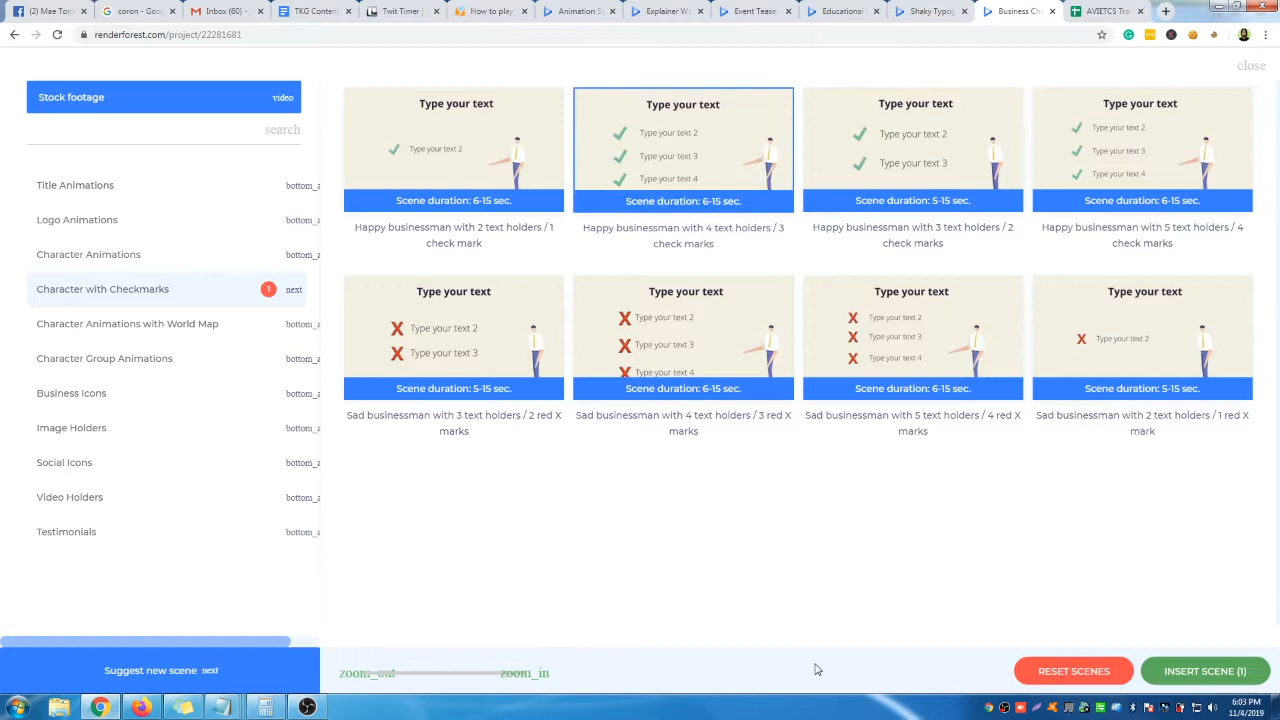 (2) Mae Tom
coron - Goo
Inbox (60) -
TKG Content
Twit Timer |
How to play
Animation S
Explainer W
Event Tease
Educational
Shaky Typog
Business Ch
AVIETCS Tr
renderforest.com/project/22281681
close
Stock footage video
search
Title Animations bottom_a
Logo Animations bottom_a
Character Animations bottom_a
Character with Checkmarks 1 next
Character Animations with World Map bottom_a
Character Group Animations bottom_a
Business Icons bottom_a
Image Holders bottom_a
Social Icons bottom_a
Video Holders bottom_a
Testimonials bottom_a
Suggest new scene next
Type your text
Type your text 2
Scene duration: 6-15 sec.
Happy businessman with 2 text holders / 1
check mark
Type your text
Type your text 2
Type your text 3
Type your text 4
Scene duration: 6-15 sec.
Happy businessman with 4 text holders / 3
check marks
Type your text
Type your text 2
Type your text 3
Scene duration: 5-15 sec.
Happy businessman with 3 text holders / 2
check marks
Type your text
Type your text 2
Type your text 3
Type your text 4
Scene duration: 6-15 sec.
Happy businessman with 5 text holders / 4
check marks
Type your text
X Type your text 2
X Type your text 3
Scene duration: 5-15 sec.
Sad businessman with 3 text holders / 2 red X
marks
Type your text
X Type your text 2
X Type your text 3
X Type your text 4
Scene duration: 6-15 sec.
Sad businessman with 4 text holders / 3 red X
marks
Type your text
X Type your text 2
X Type your text 3
X Type your text 4
Scene duration: 6-15 sec.
Sad businessman with 5 text holders / 4 red X
marks
Type your text
X Type your text 2
Scene duration: 5-15 sec.
Sad businessman with 2 text holders / 1 red X
mark
zoom_out zoom_in
RESET SCENES
INSERT SCENE (1)
6:03 PM
11/4/2019